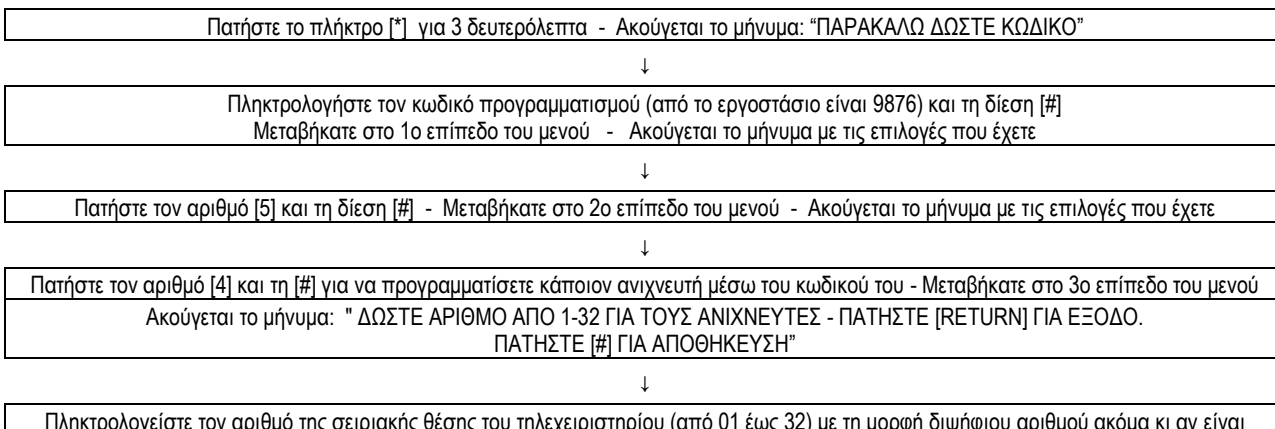 Πατήστε το πλήκτρο [*] για 3 δευτερόλεπτα - Ακούγεται το μήνυμα: “ΠΑΡΑΚΑΛΩ ΔΩΣΤΕ ΚΩΔΙΚΟ”
↓
Πληκτρολογήστε τον κωδικό προγραμματισμού (από το εργοστάσιο είναι 9876) και τη δίεση [#]
Μεταβήκατε στο 1ο επίπεδο του μενού - Ακούγεται το μήνυμα με τις επιλογές που έχετε
↓
Πατήστε τον αριθμό [5] και τη δίεση [#] - Μεταβήκατε στο 2ο επίπεδο του μενού - Ακούγεται το μήνυμα με τις επιλογές που έχετε
↓
Πατήστε τον αριθμό [4] και τη [#] για να προγραμματίσετε κάποιον ανιχνευτή μέσω του κωδικού του - Μεταβήκατε στο 3ο επίπεδο του μενού
Ακούγεται το μήνυμα: " ΔΩΣΤΕ ΑΡΙΘΜΟ ΑΠΟ 1-32 ΓΙΑ ΤΟΥΣ ΑΝΙΧΝΕΥΤΕΣ - ΠΑΤΗΣΤΕ [RETURN] ΓΙΑ ΕΞΟΔΟ.
ΠΑΤΗΣΤΕ [#] ΓΙΑ ΑΠΟΘΗΚΕΥΣΗ”
↓
Πληκτρολογείστε τον αριθμό της σειριακής θέσης του τηλεχειριστηρίου (από 01 έως 32) με τη μορφή διψήφιου αριθμού ακόμα κι αν είναι